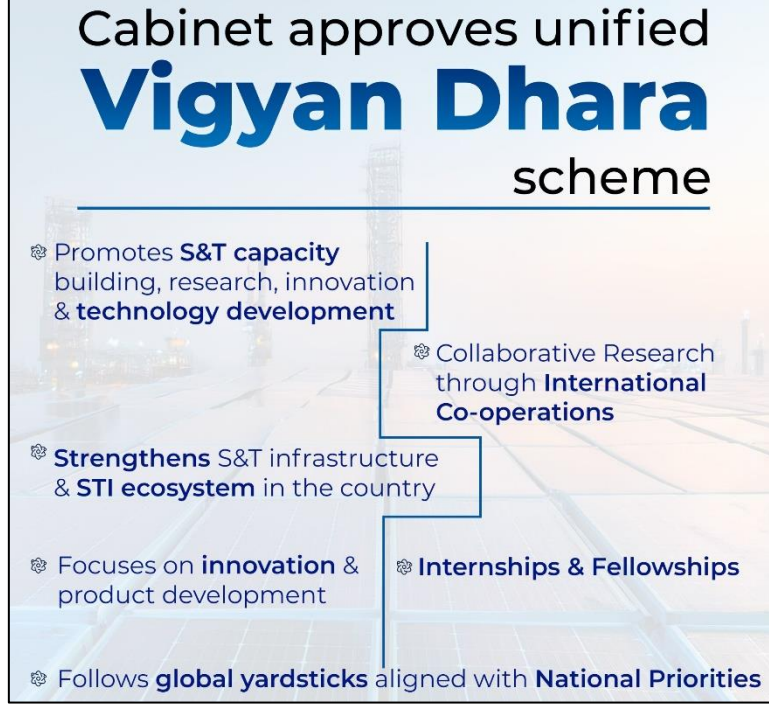 Cabinet approves unified
Vigyan Dhara
scheme
Promotes S&T capacity
building, research, innovation
& technology development
Collaborative Research
through International
Co-operations
Strengthens S&T infrastructure
& STI ecosystem in the country
Focuses on innovation &
product development
Internships & Fellowships
Follows global yardsticks aligned with National Priorities